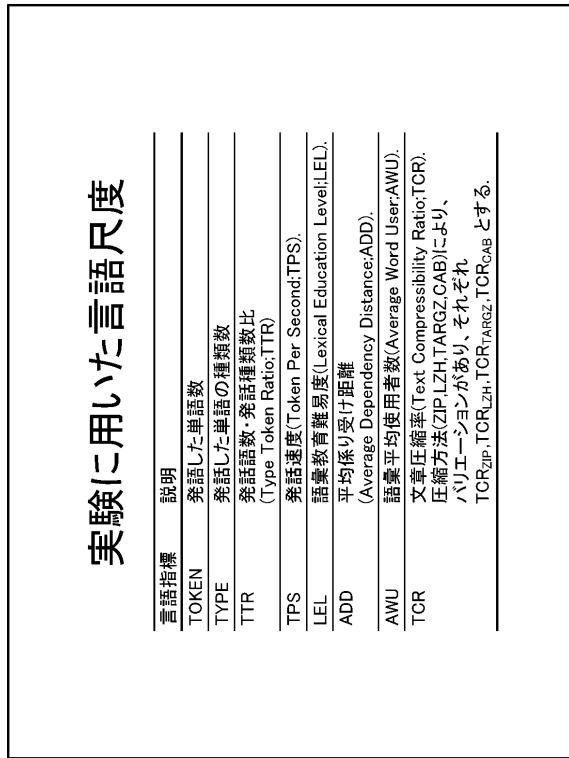 実験に用いた言語尺度
言語指標 説明
TOKEN 発語した単語数
TYPE 発話した単語の種類数
TTR 発話語数・発話種類数比
(Type Token Ratio;TTR)
TPS 発話速度(Token Per Second;TPS).
LEL 語彙教育難易度(Lexical Education Level;LEL).
ADD 平均係り受け距離
(Average Dependency Distance;ADD).
AWU 語彙平均使用者数(Average Word User;AWU).
TCR 文章圧縮率(Text Compressibility Ratio;TCR).
圧縮方法(ZIP,LZH,TARGZ,CAB)により、
バリエーションがあり、それぞれ
TCRZIP,TCRLZH,TCRTARGZ,TCRCAB とする.